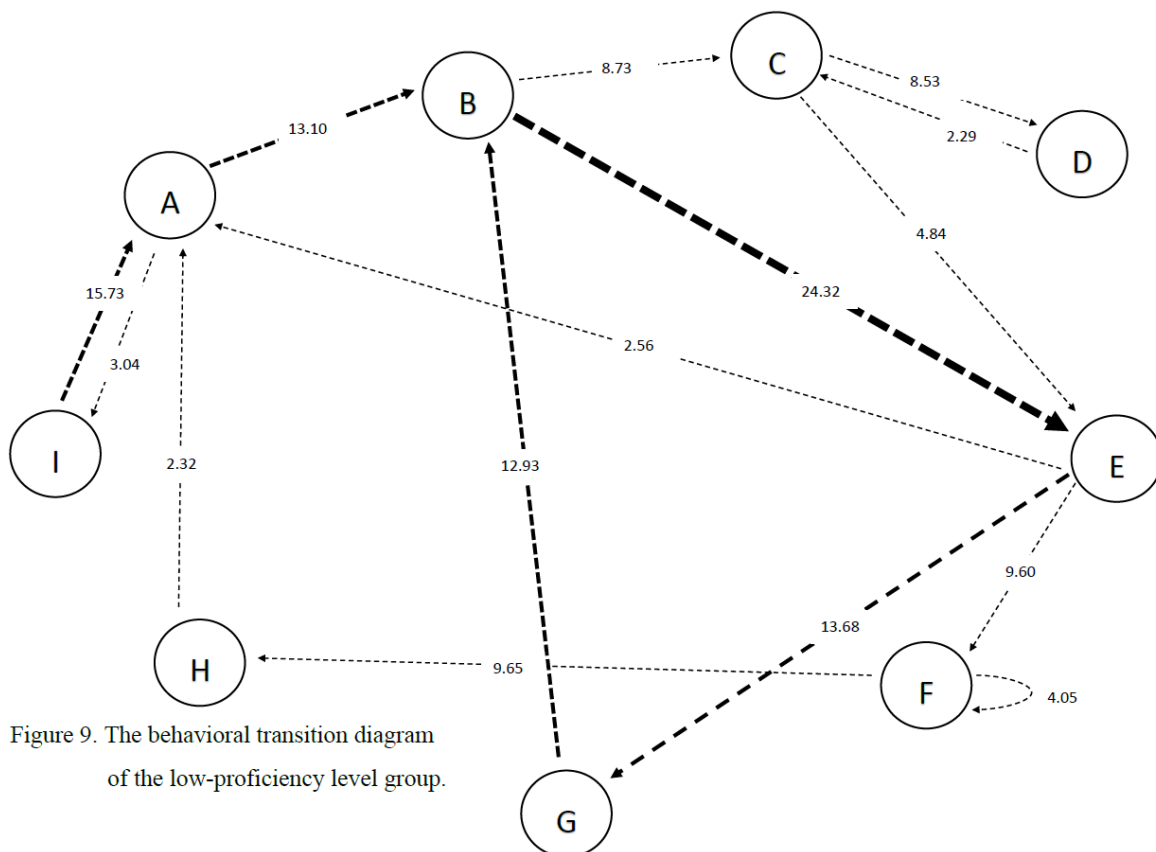 C
8.73
8.53
B
13.10
2.29
D
A
4.84
15.73
24.32
3.04
2.56
I
2.32
12.93
E
9.60
13.68
H
9.65
F
4.05
Figure 9. The behavioral transition diagram
of the low-proficiency level group.
G